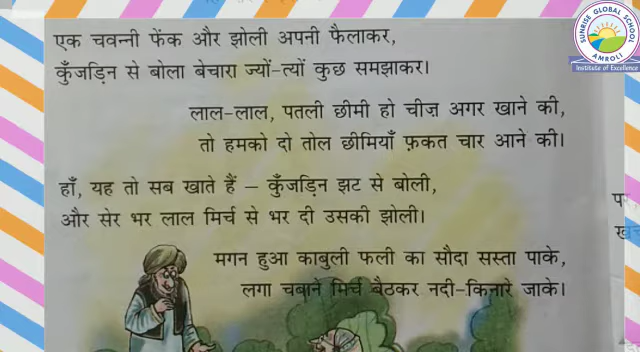 एक चवन्नी फेंक और झोली अपनी फैलाकर,
कुँजड़िन से बोला बेचारा ज्यों-त्यों कुछ समझाकर।
लाल-लाल, पतली छीमी हो चीज़ अगर खाने की,
तो हमको दो तोल छीमियाँ फ़कत चार आने की।
हाँ, यह तो सब खाते हैं – कुँजड़िन झट से बोली,
और सेर भर लाल मिर्च से भर दी उसकी झोली।
मगन हुआ काबुली फली का सौदा सस्ता पाके,
लगा चबाने मिर्च बैठकर नदी-किनारे जाके।
SUNRISE GLOBAL SCHOOL
AMROLI
Institute of Excellence